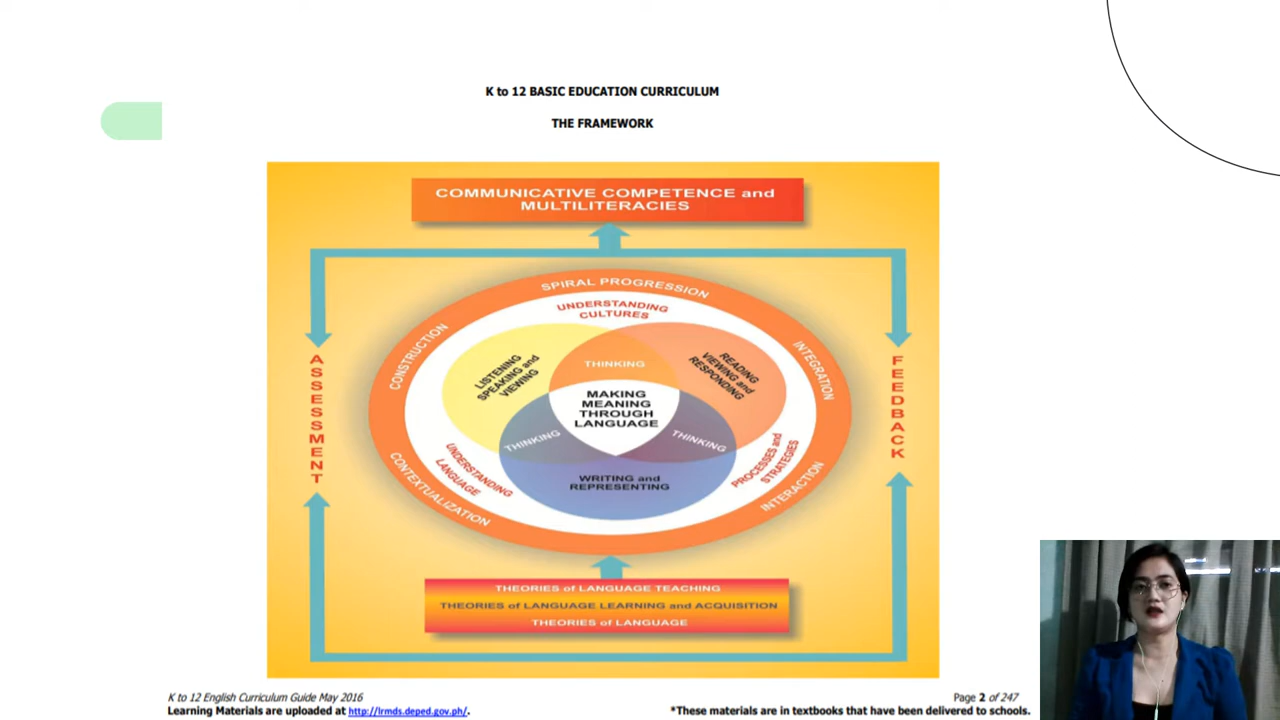 K to 12 BASIC EDUCATION CURRICULUM
THE FRAMEWORK
COMMUNICATIVE COMPETENCE and
MULTILITERACIES
SPIRAL PROGRESSION
UNDERSTANDING
CULTURES
CONSTRUCTION
INTEGRATION
LISTENING
SPEAKING and
VIEWING
THINKING
READING
VIEWING and
RESPONDING
ASSESSMENT
MAKING
MEANING
THROUGH
LANGUAGE
FEEDBACK
THINKING
THINKING
UNDERSTANDING
LANGUAGE
PROCESSES and
STRATEGIES
WRITING and
REPRESENTING
CONTEXTUALIZATION
INTERACTION
THEORIES of LANGUAGE TEACHING
THEORIES of LANGUAGE LEARNING and ACQUISITION
THEORIES of LANGUAGE
K to 12 English Curriculum Guide May 2016
Page 2 of 247
Learning Materials are uploaded at http://lrmds.deped.gov.ph/.
*These materials are in textbooks that have been delivered to schools.